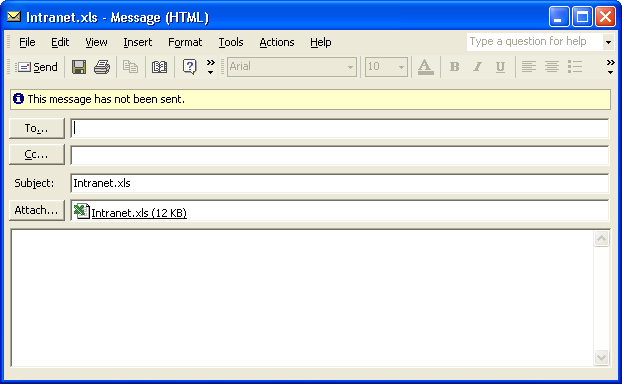 Intranet.xls - Message (HTML)
File Edit View Insert Format Tools Actions Help Type a question for help
Send Arial 10 A B I U
This message has not been sent.
To...
Cc...
Subject: Intranet.xls
Attach... Intranet.xls (12 KB)